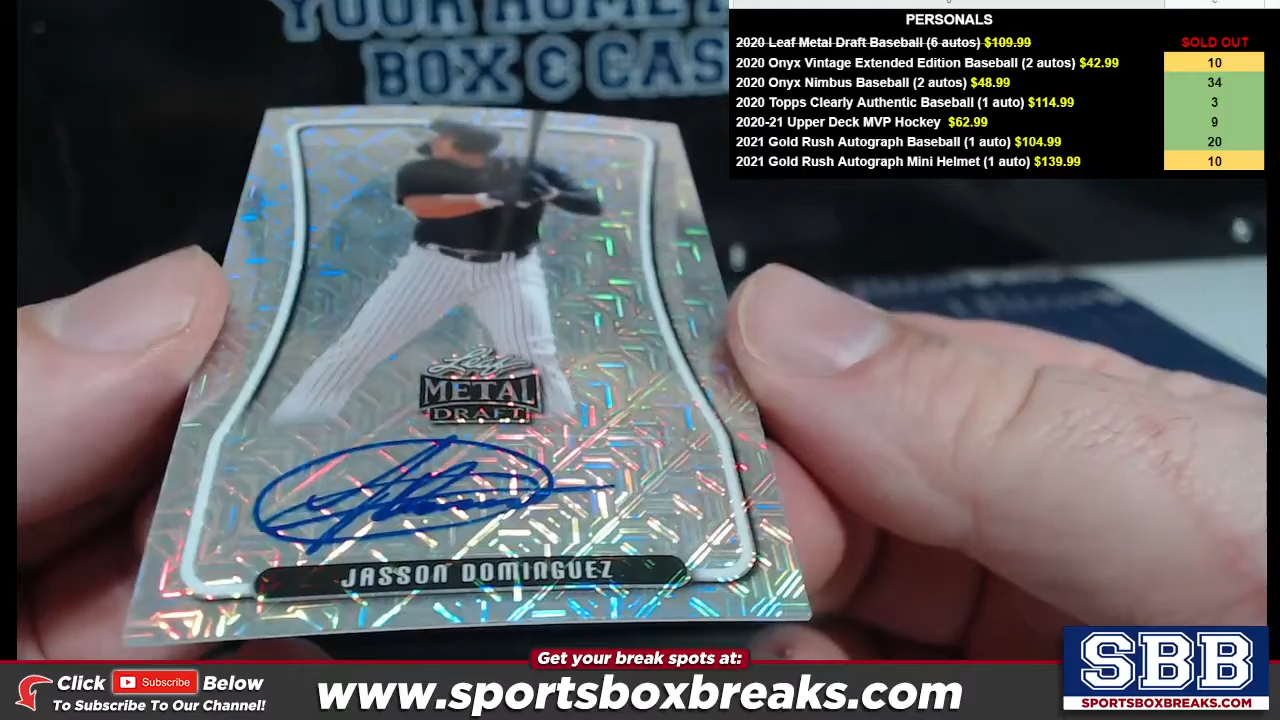 YOUR HOME
BOX & CAS
PERSONALS
2020 Leaf Metal Draft Baseball (6 autos) $109.99 SOLD OUT
2020 Onyx Vintage Extended Edition Baseball (2 autos) $42.99 10
2020 Onyx Nimbus Baseball (2 autos) $48.99 34
2020 Topps Clearly Authentic Baseball (1 auto) $114.99 3
2020-21 Upper Deck MVP Hockey $62.99 9
2021 Gold Rush Autograph Baseball (1 auto) $104.99 20
2021 Gold Rush Autograph Mini Helmet (1 auto) $139.99 10
Leaf
METAL
DRAFT
JASSON DOMINGUEZ
Get your break spots at:
Click Subscribe Below
To Subscribe To Our Channel!
www.sportsboxbreaks.com
SBB
SPORTSBOXBREAKS.COM